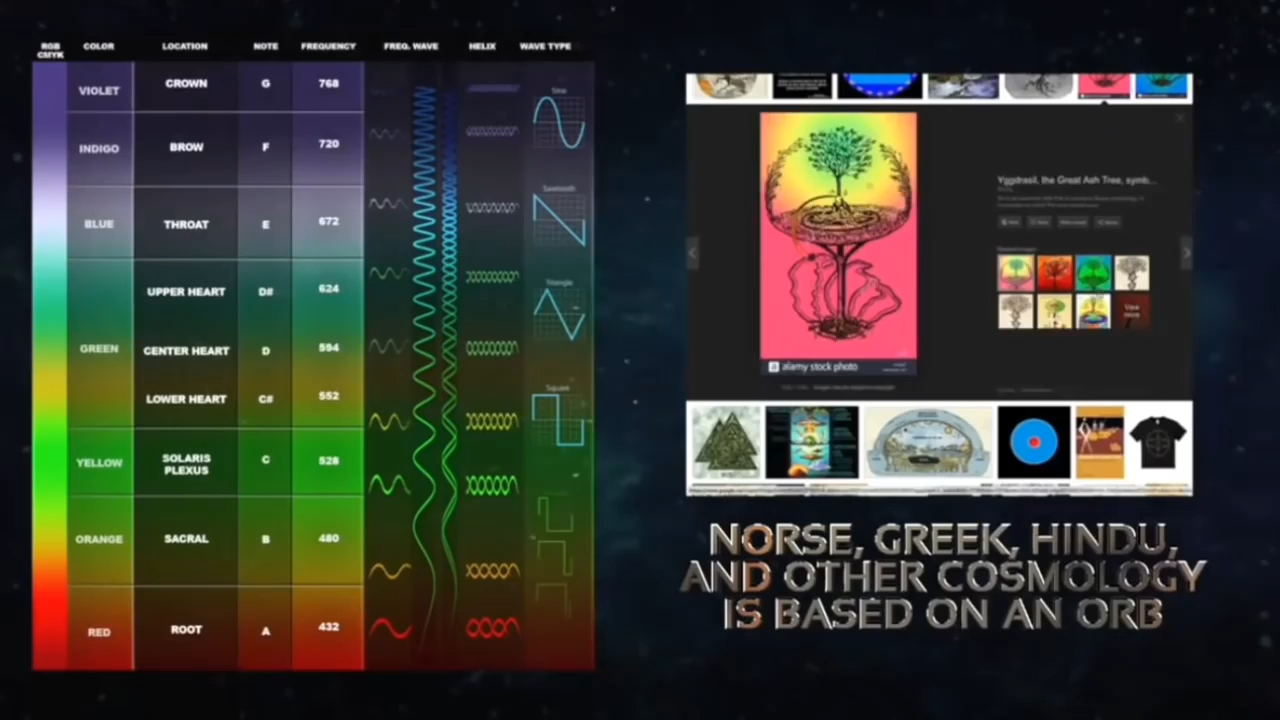 RGB CMYK COLOR LOCATION NOTE FREQUENCY FREQ. WAVE HELIX WAVE TYPE
VIOLET CROWN G 768
INDIGO BROW F 720
BLUE THROAT E 672
UPPER HEART D# 624
GREEN CENTER HEART D 594
LOWER HEART C# 552
YELLOW SOLARIS PLEXUS C 528
ORANGE SACRAL B 480
RED ROOT A 432
Sine
Sawtooth
Triangle
Square
Yggdrasil, the Great Ash Tree, symb...
View more
a alamy stock photo
NORSE, GREEK, HINDU,
AND OTHER COSMOLOGY
IS BASED ON AN ORB